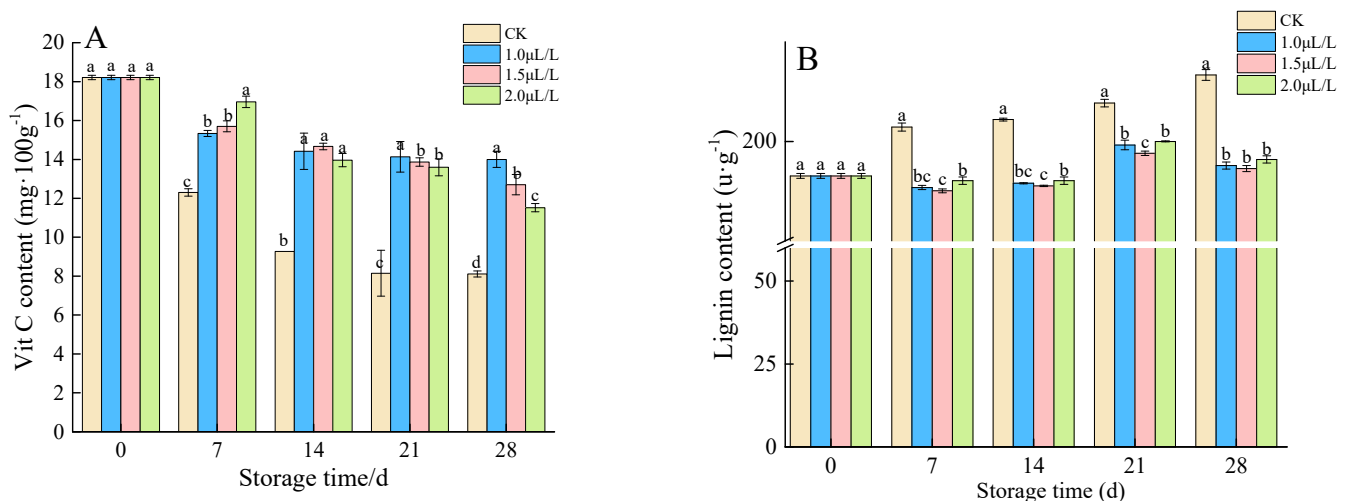 A
CK
1.0μL/L
1.5μL/L
2.0μL/L
Vit C content (mg·100g-1)
20
18
16
14
12
10
8
6
4
2
0
a a a a
c b b a
b a a a
c a b b
d a b c
0 7 14 21 28
Storage time/d
B
CK
1.0μL/L
1.5μL/L
2.0μL/L
Lignin content (u·g-1)
200
50
25
0
a a a a
a bc c b
a bc c b
a b c b
a b b b
0 7 14 21 28
Storage time (d)